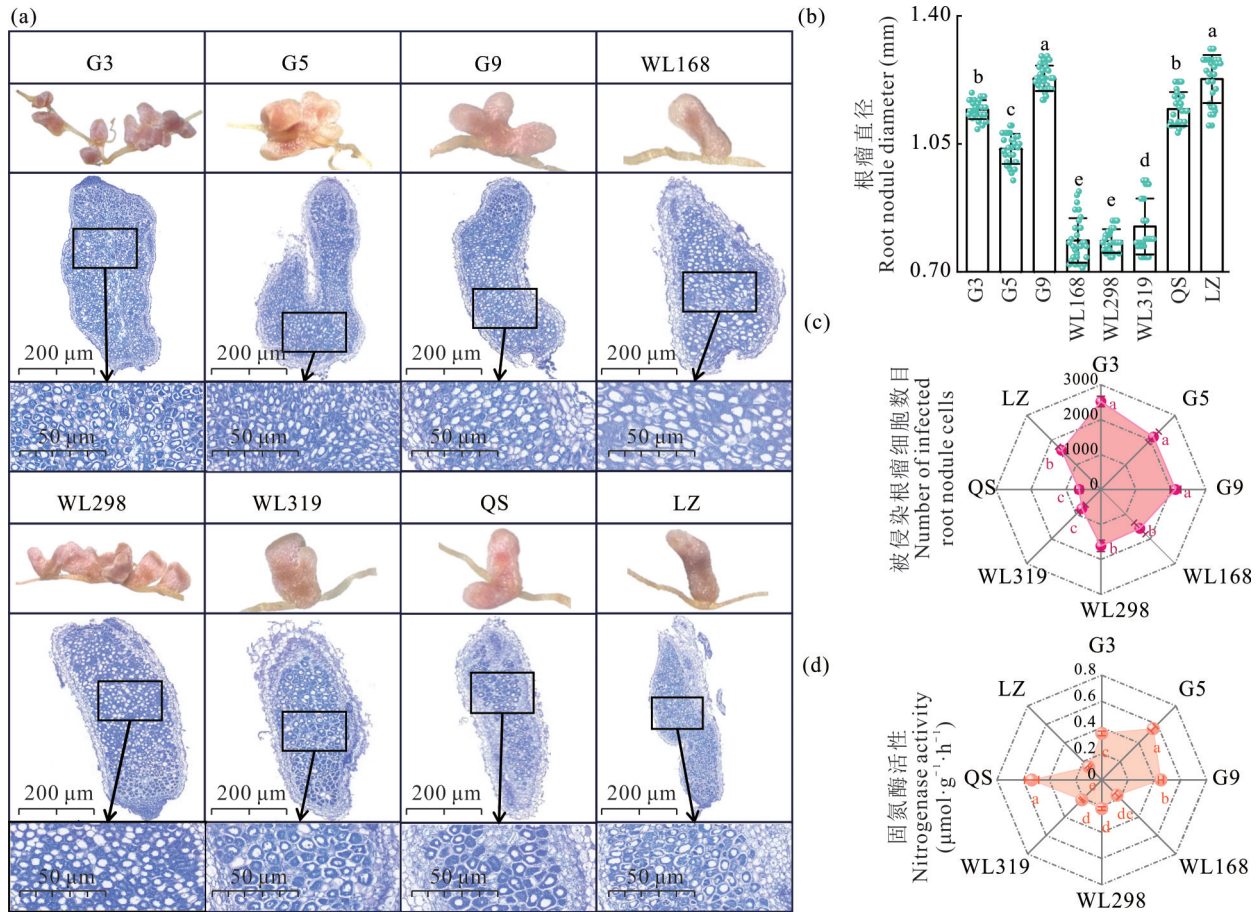 (a)
G3 G5 G9 WL168
200 μm 200 μm 200 μm 200 μm
50 μm 50 μm 50 μm 50 μm
WL298 WL319 QS LZ
200 μm 200 μm 200 μm 200 μm
50 μm 50 μm 50 μm 50 μm
(b)
根瘤直径
Root nodule diameter (mm)
1.40
1.05
0.70
b c a e e d b a
G3 G5 G9 WL168 WL298 WL319 QS LZ
(c)
被侵染根瘤细胞数目
Number of infected
root nodule cells
G3
3000
2000
1000
0
LZ G5
QS G9
WL319 WL168
WL298
a
a
a
b
b
c
c
b
(d)
固氮酶活性
Nitrogenase activity
(μmol·g⁻¹·h⁻¹)
G3
0.8
0.6
0.4
0.2
0
LZ G5
QS G9
WL319 WL168
WL298
c
a
b
de
d
d
a
e